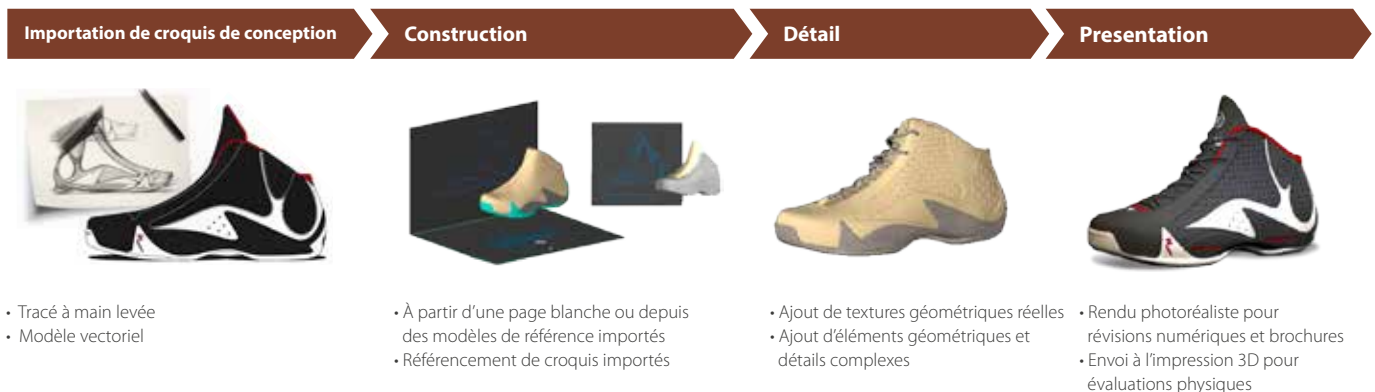 Importation de croquis de conception
Construction
Détail
Presentation
• Tracé à main levée
• Modèle vectoriel
• À partir d'une page blanche ou depuis
des modèles de référence importés
• Référencement de croquis importés
• Ajout de textures géométriques réelles
• Ajout d'éléments géométriques et
détails complexes
• Rendu photoréaliste pour
révisions numériques et brochures
• Envoi à l'impression 3D pour
évaluations physiques